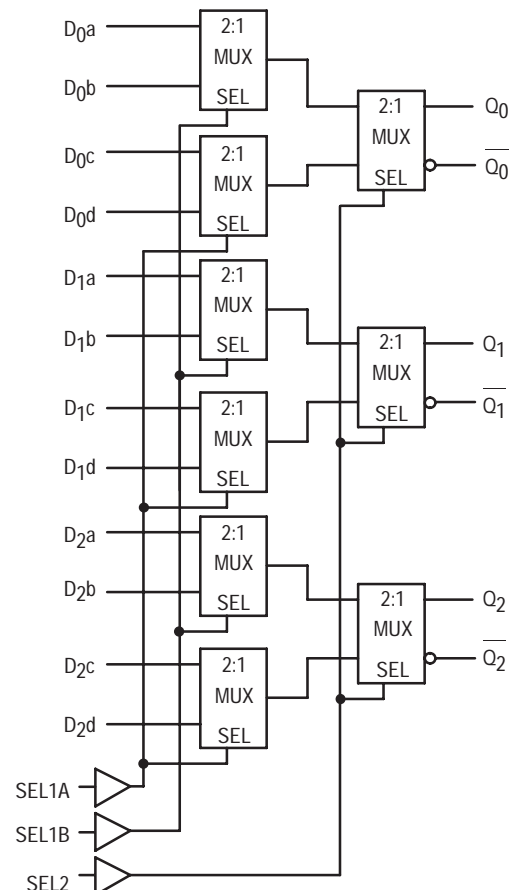 D0a
2:1
MUX
D0b
SEL
2:1
Q0
MUX
D0c
2:1
Q0
MUX
SEL
D0d
SEL
D1a
2:1
MUX
D1b
SEL
2:1
Q1
MUX
D1c
2:1
Q1
MUX
SEL
D1d
SEL
D2a
2:1
MUX
D2b
SEL
2:1
Q2
MUX
D2c
2:1
Q2
MUX
SEL
D2d
SEL
SEL1A
SEL1B
SEL2